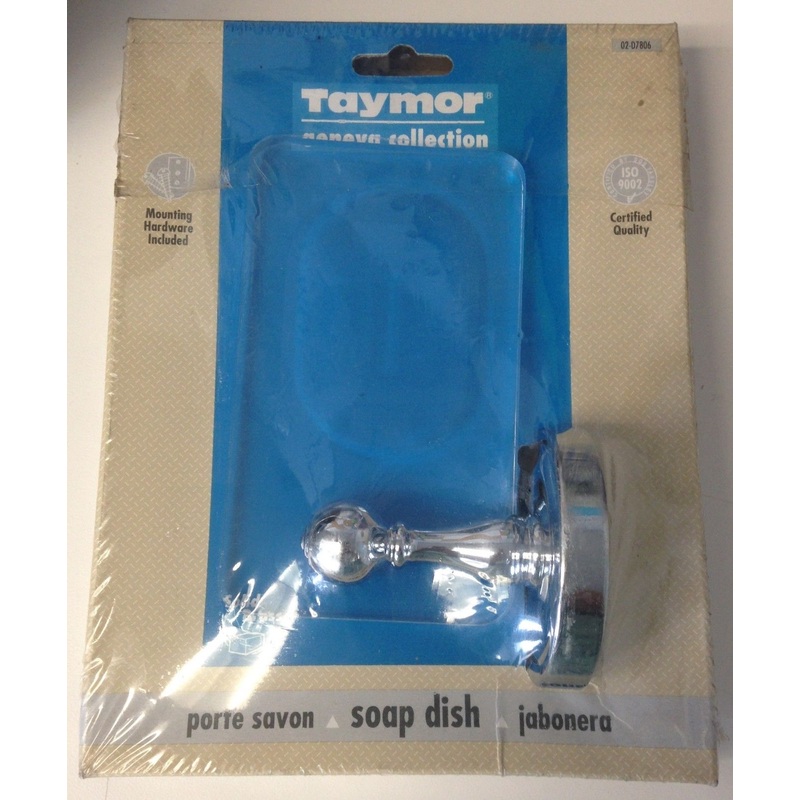 02-07806
Taymor®
geneva collection
Mounting
Hardware
Included
ISO
9002
Certified
Quality
porte savon ▲ soap dish ▲ jabonera